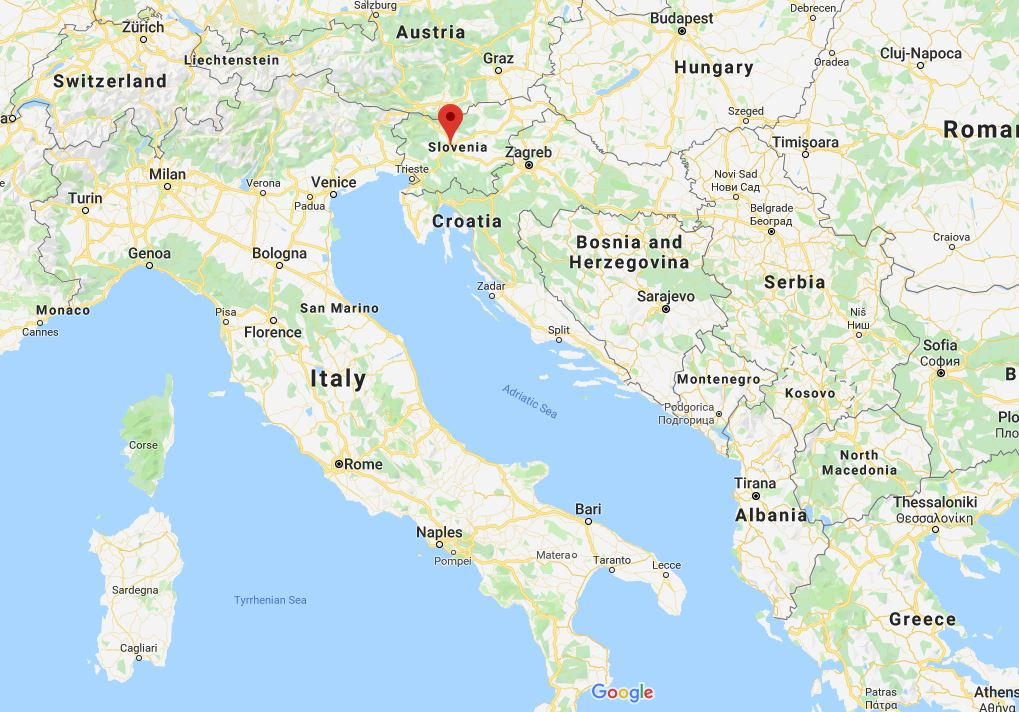 Salzburg
Debrecen
Zürich
Austria
Budapest
Liechtenstein
Graz
Oradea
Cluj-Napoca
Switzerland
Hungary
Szeged
Slovenia
Zagreb
Timișoara
Roman
Milan
Trieste
Verona
Venice
Novi Sad
Нови Сад
Turin
Padua
Croatia
Belgrade
Београд
Genoa
Bologna
Bosnia and
Herzegovina
Craiova
Serbia
Monaco
Zadar
Sarajevo
Cannes
Pisa
San Marino
Niš
Ниш
Florence
Split
Sofia
София
Italy
Adriatic Sea
Montenegro
Kosovo
B
Podgorica
Подгорица
Plo
Пло
Corse
Rome
North
Macedonia
Tirana
Albania
Thessaloniki
Θεσσαλονίκη
Bari
Naples
Pompei
Matera
Taranto
Lecce
Sardegna
Tyrrhenian Sea
Greece
Cagliari
Google
Patras
Πάτρα
Athens
Αθήνα